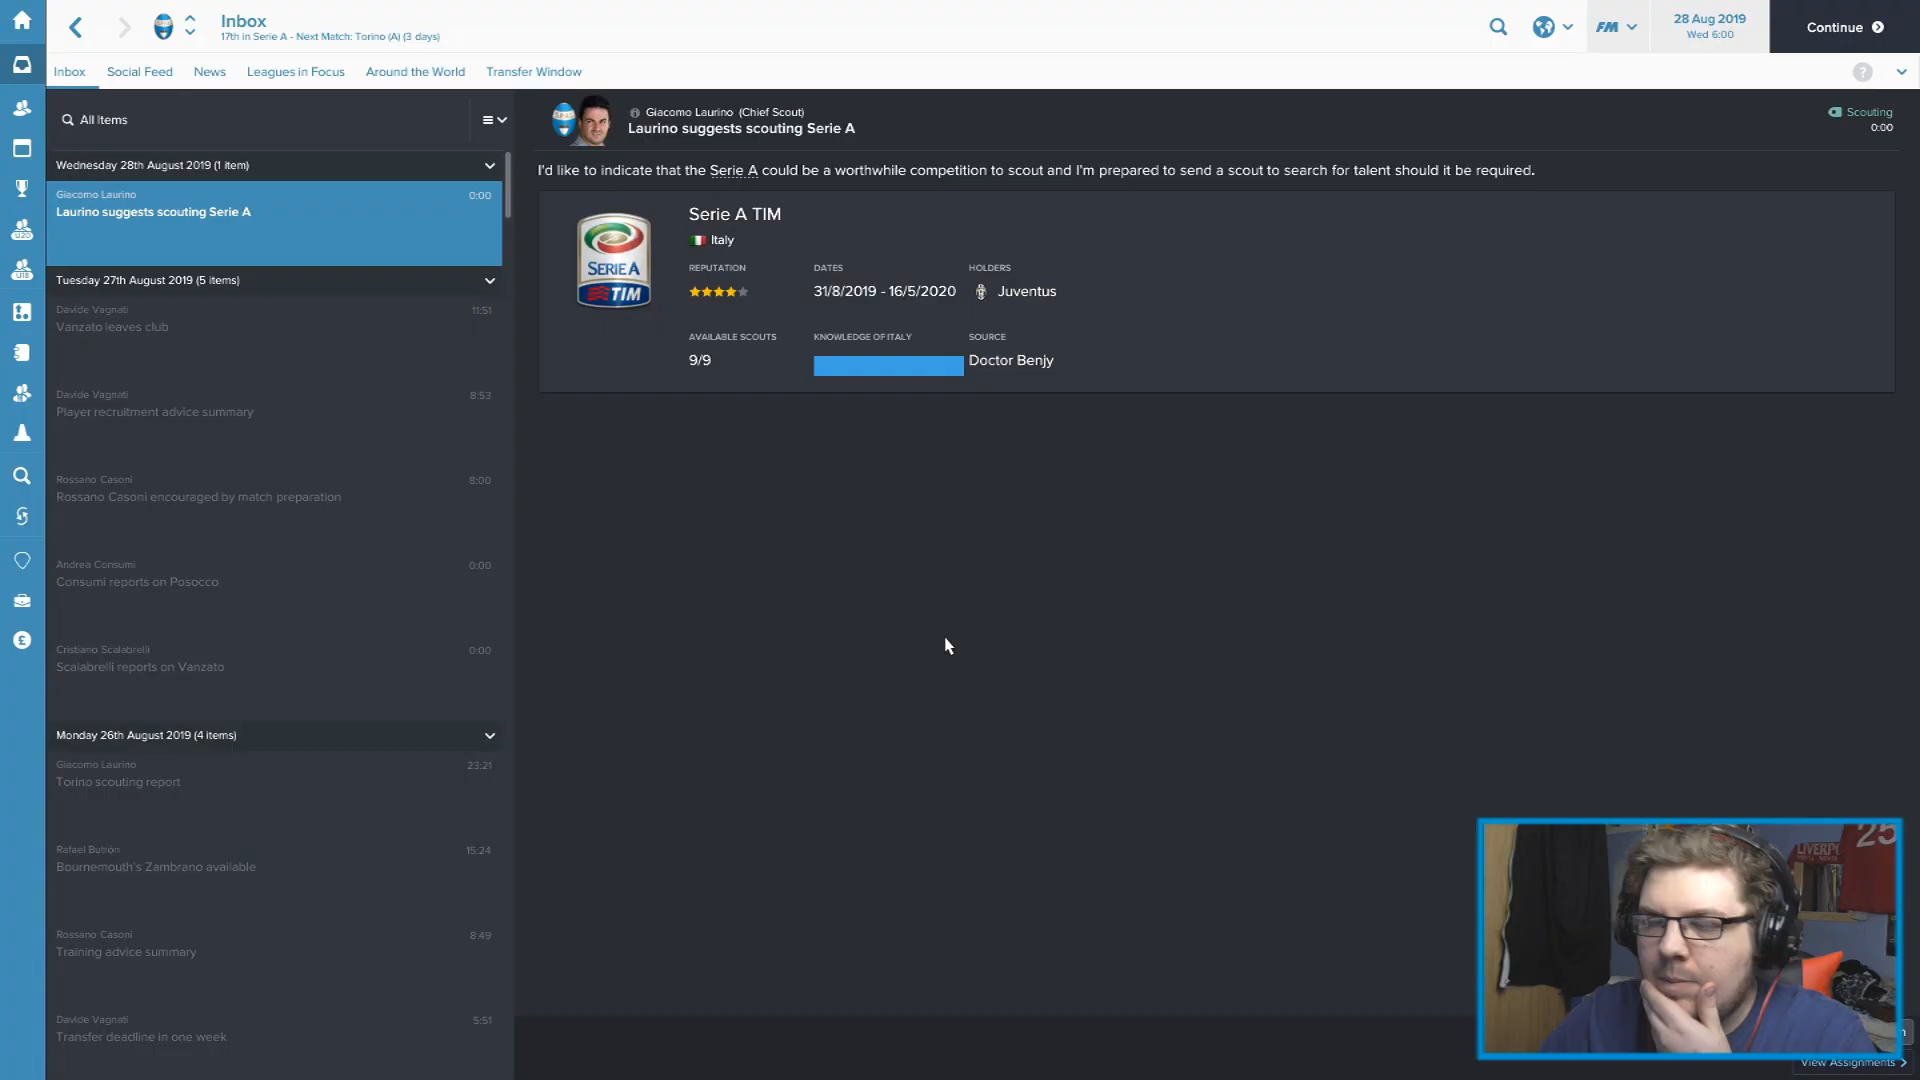 Inbox
17th in Serie A - Next Match: Torino (A) (3 days)
FM
28 Aug 2019
Wed 6:00
Continue
Inbox
Social Feed
News
Leagues in Focus
Around the World
Transfer Window
?
All Items
Wednesday 28th August 2019 (1 item)
Giacomo Laurino
0:00
Laurino suggests scouting Serie A
Tuesday 27th August 2019 (5 items)
Davide Vagnati
11:51
Vanzato leaves club
Davide Vagnati
8:53
Player recruitment advice summary
Rossano Casoni
8:00
Rossano Casoni encouraged by match preparation
Andrea Consumi
0:00
Consumi reports on Posocco
Cristiano Scalabrelli
0:00
Scalabrelli reports on Vanzato
Monday 26th August 2019 (4 items)
Giacomo Laurino
23:21
Torino scouting report
Rafael Butrón
15:24
Bournemouth's Zambrano available
Rossano Casoni
8:49
Training advice summary
Davide Vagnati
5:51
Transfer deadline in one week
U20
U18
Giacomo Laurino (Chief Scout)
Laurino suggests scouting Serie A
Scouting
0:00
I'd like to indicate that the Serie A could be a worthwhile competition to scout and I'm prepared to send a scout to search for talent should it be required.
SERIE A
TIM
Serie A TIM
Italy
REPUTATION
DATES
HOLDERS
31/8/2019 - 16/5/2020
Juventus
AVAILABLE SCOUTS
KNOWLEDGE OF ITALY
SOURCE
9/9
Doctor Benjy
25
View Assignments